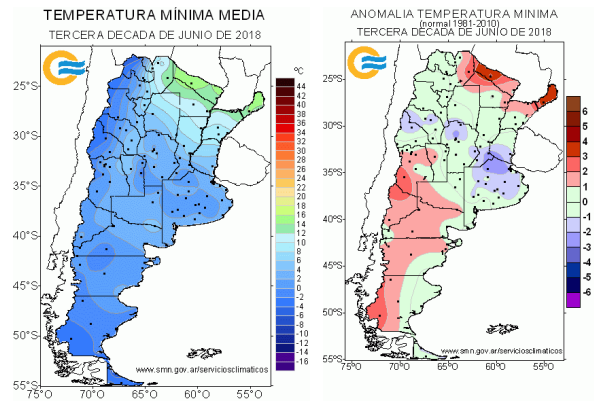 TEMPERATURA MÍNIMA MEDIA
TERCERA DECADA DE JUNIO DE 2018
25°S
30°S
35°S
40°S
45°S
50°S
55°S
75°O 70°O 65°O 60°O 55°O
°C
44
42
40
38
36
34
32
30
28
26
24
22
20
18
16
14
12
10
8
6
4
2
0
-2
-4
-6
-8
-10
-12
-14
-16
www.smn.gov.ar/serviciosclimaticos
ANOMALIA TEMPERATURA MINIMA
(normal 1981-2010)
TERCERA DECADA DE JUNIO DE 2018
25°S
30°S
35°S
40°S
45°S
50°S
55°S
75°O 70°O 65°O 60°O 55°O
6
5
4
3
2
1
0
-1
-2
-3
-4
-5
-6
www.smn.gov.ar/serviciosclimaticos